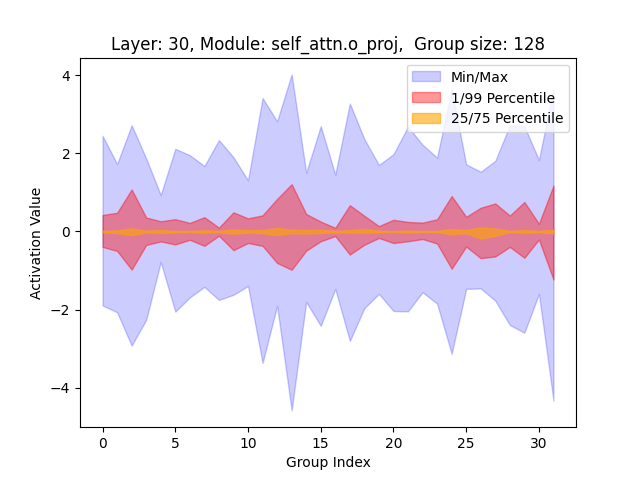 Layer: 30, Module: self_attn.o_proj,  Group size: 128
Min/Max
1/99 Percentile
25/75 Percentile
4
2
0
−2
−4
Activation Value
0 5 10 15 20 25 30
Group Index